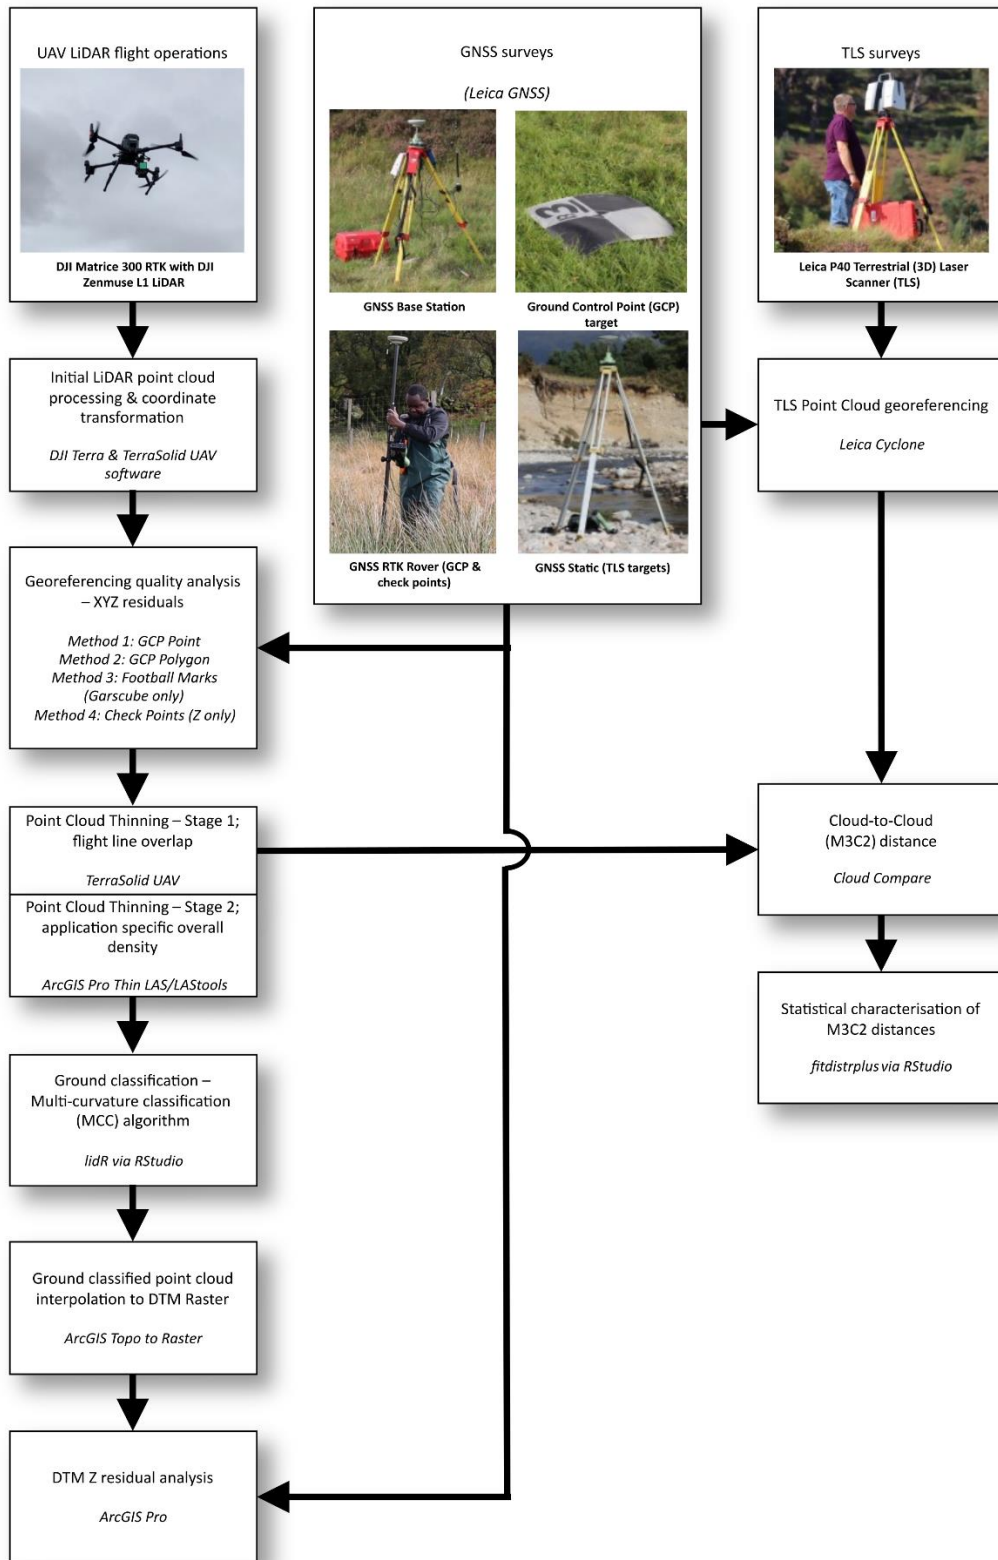 UAV LiDAR flight operations
DJI Matrice 300 RTK with DJI
Zenmuse L1 LiDAR
Initial LiDAR point cloud
processing & coordinate
transformation
DJI Terra & TerraSolid UAV
software
Georeferencing quality analysis
– XYZ residuals
Method 1: GCP Point
Method 2: GCP Polygon
Method 3: Football Marks
(Garscube only)
Method 4: Check Points (Z only)
Point Cloud Thinning – Stage 1;
flight line overlap
TerraSolid UAV
Point Cloud Thinning – Stage 2;
application specific overall
density
ArcGIS Pro Thin LAS/LAStools
Ground classification –
Multi-curvature classification
(MCC) algorithm
lidR via RStudio
Ground classified point cloud
interpolation to DTM Raster
ArcGIS Topo to Raster
DTM Z residual analysis
ArcGIS Pro
GNSS surveys
(Leica GNSS)
GNSS Base Station
3
Ground Control Point (GCP)
target
GNSS RTK Rover (GCP &
check points)
GNSS Static (TLS targets)
TLS surveys
Leica P40 Terrestrial (3D) Laser
Scanner (TLS)
TLS Point Cloud georeferencing
Leica Cyclone
Cloud-to-Cloud
(M3C2) distance
Cloud Compare
Statistical characterisation of
M3C2 distances
fitdistrplus via RStudio